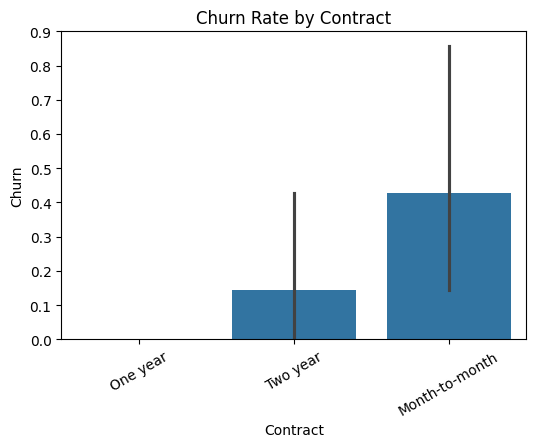 Churn Rate by Contract
0.9
0.8
0.7
0.6
0.5
0.4
0.3
0.2
0.1
0.0
Churn
One year
Two year
Month-to-month
Contract